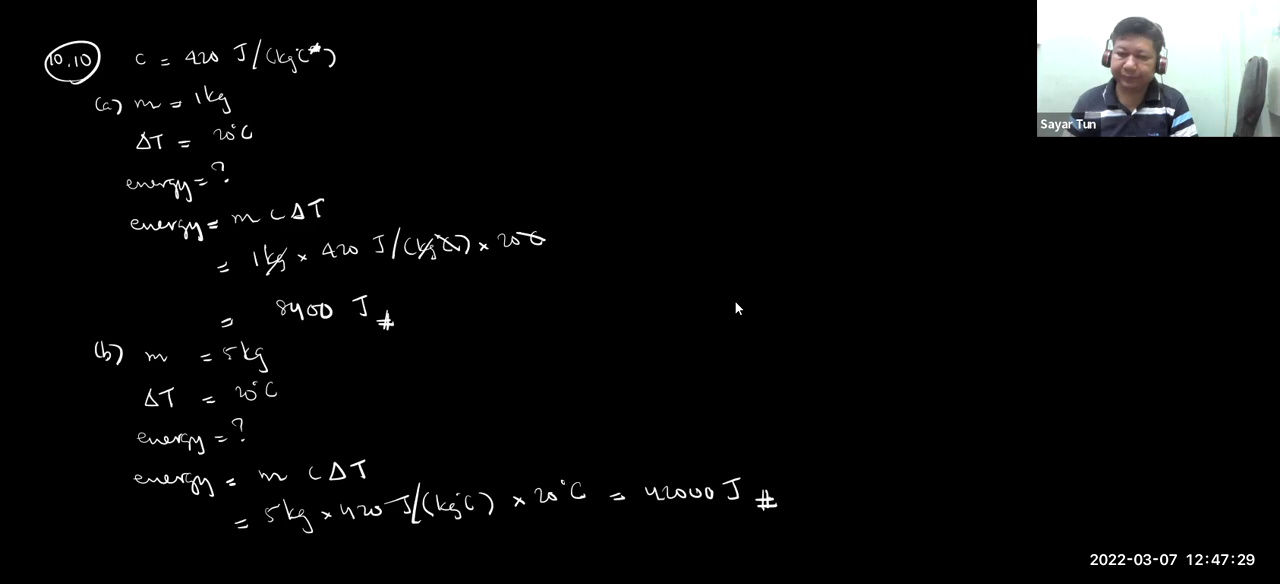 10.10 c = 420 J/(kg°C)
(a) m = 1kg
ΔT = 20°C
energy = ?
energy = m c ΔT
= 1kg × 420 J/(kg°C) × 20°C
= 8400 J #
(b) m = 5kg
ΔT = 20°C
energy = ?
energy = m c ΔT
= 5kg × 420 J/(kg°C) × 20°C = 42000 J #
Sayar Tun
2022-03-07 12:47:29